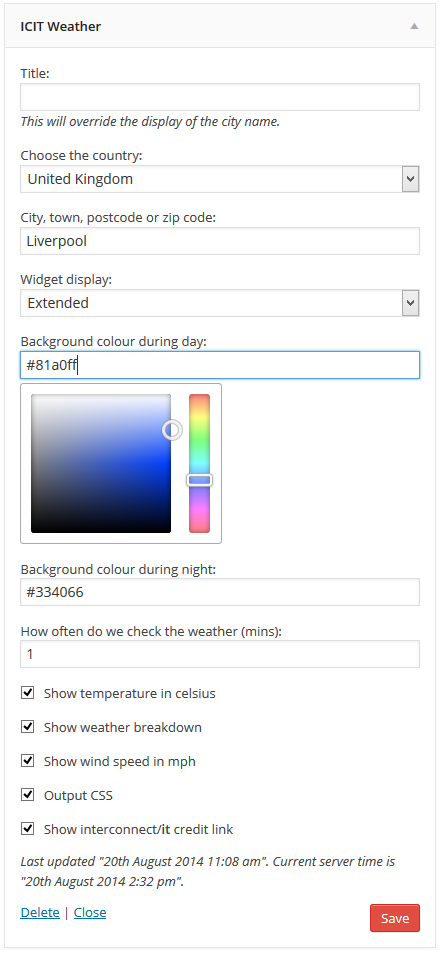 ICIT Weather
Title:
This will override the display of the city name.
Choose the country:
United Kingdom
City, town, postcode or zip code:
Liverpool
Widget display:
Extended
Background colour during day:
#81a0ff
Background colour during night:
#334066
How often do we check the weather (mins):
1
Show temperature in celsius
Show weather breakdown
Show wind speed in mph
Output CSS
Show interconnect/it credit link
Last updated "20th August 2014 11:08 am". Current server time is
"20th August 2014 2:32 pm".
Delete | Close Save